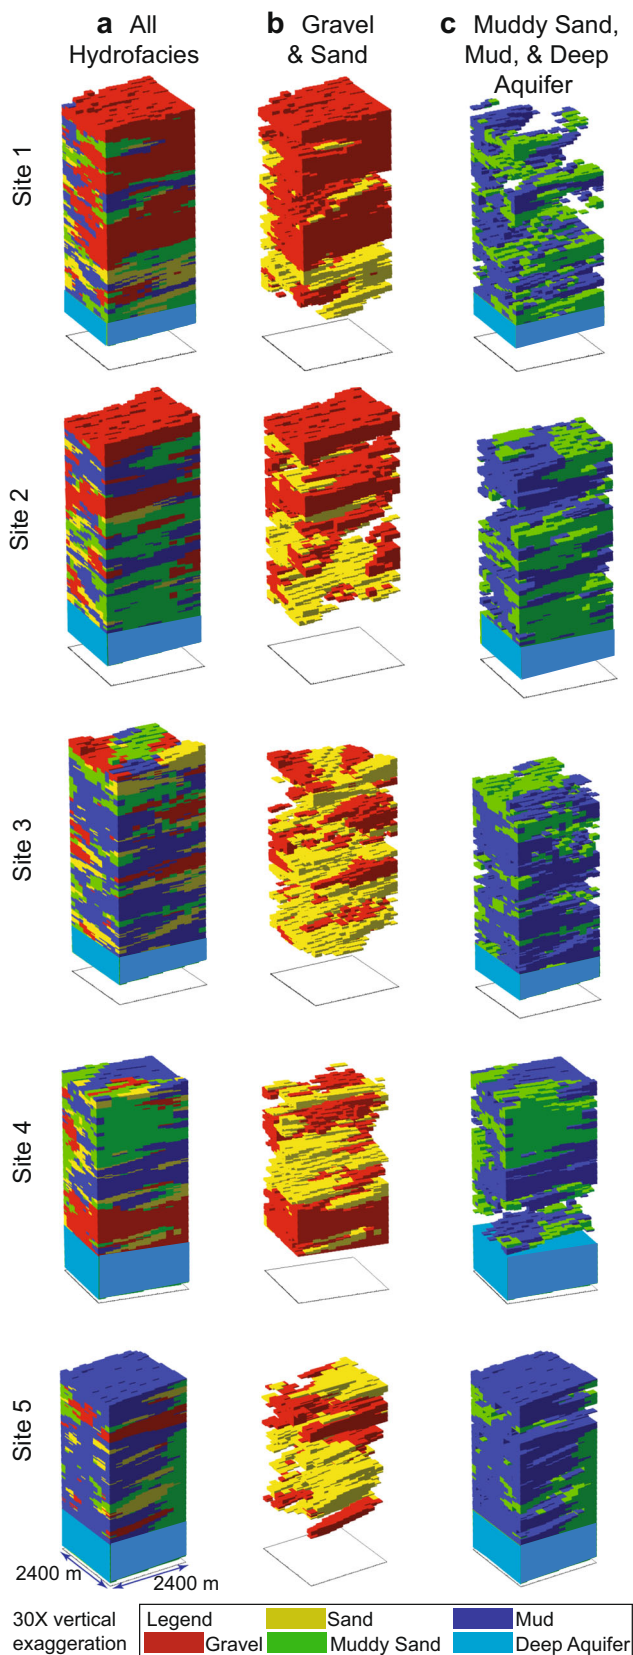 a All
Hydrofacies
b Gravel
& Sand
c Muddy Sand,
Mud, & Deep
Aquifer
Site 1
Site 2
Site 3
Site 4
Site 5
2400 m
2400 m
30X vertical
exaggeration
Legend
Sand
Mud
Gravel
Muddy Sand
Deep Aquifer